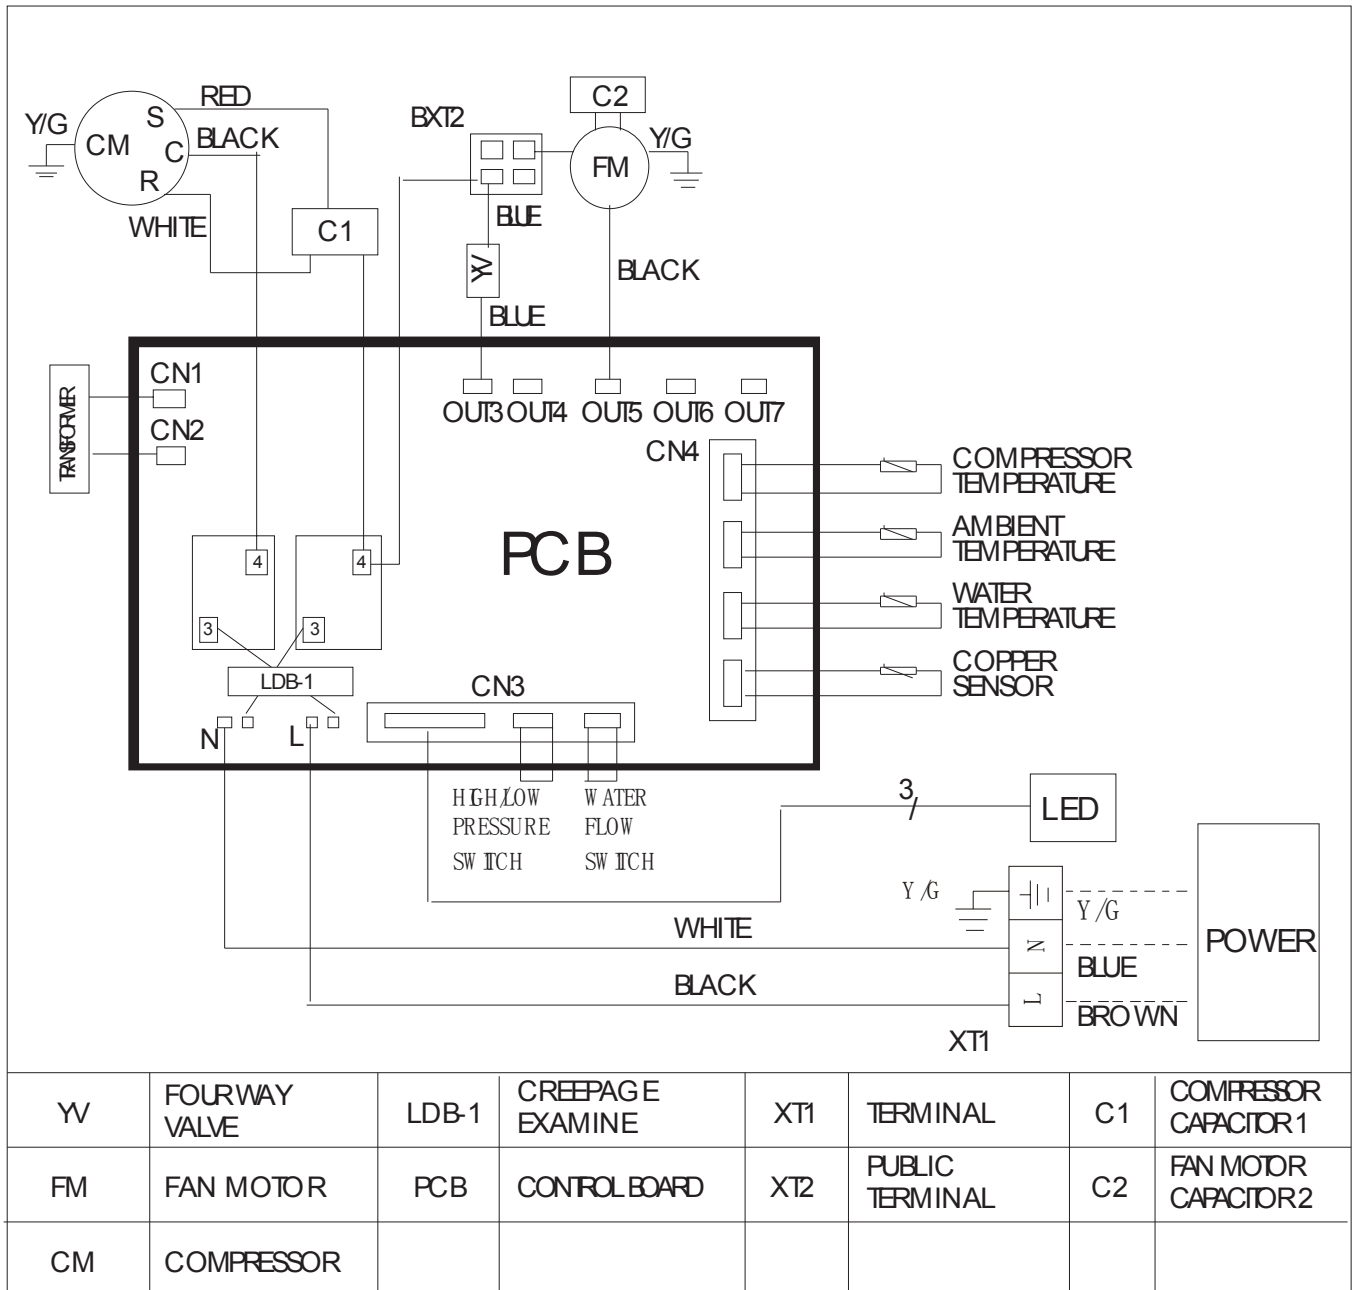 RED
C2
BXT2
Y/G
S
BLACK
Y/G
CM
C
FM
R
WHITE
C1
BLUE
YV
BLACK
BLUE
TRANSFORMER
CN1
CN2
OUT3 OUT4 OUT5 OUT6 OUT7
CN4
COMPRESSOR
TEMPERATURE
AMBIENT
TEMPERATURE
PCB
4
4
WATER
TEMPERATURE
3
3
COPPER
SENSOR
LDB-1
CN3
N
L
HIGH/LOW
PRESSURE
SWITCH
WATER
FLOW
SWITCH
3
LED
Y/G
Y/G
WHITE
N
BLUE
POWER
BLACK
L
BROWN
XT1
YV
FOUR WAY
VALVE
LDB-1
CREEPAGE
EXAMINE
XT1
TERMINAL
C1
COMPRESSOR
CAPACITOR 1
FM
FAN MOTOR
PCB
CONTROL BOARD
XT2
PUBLIC
TERMINAL
C2
FAN MOTOR
CAPACITOR 2
CM
COMPRESSOR